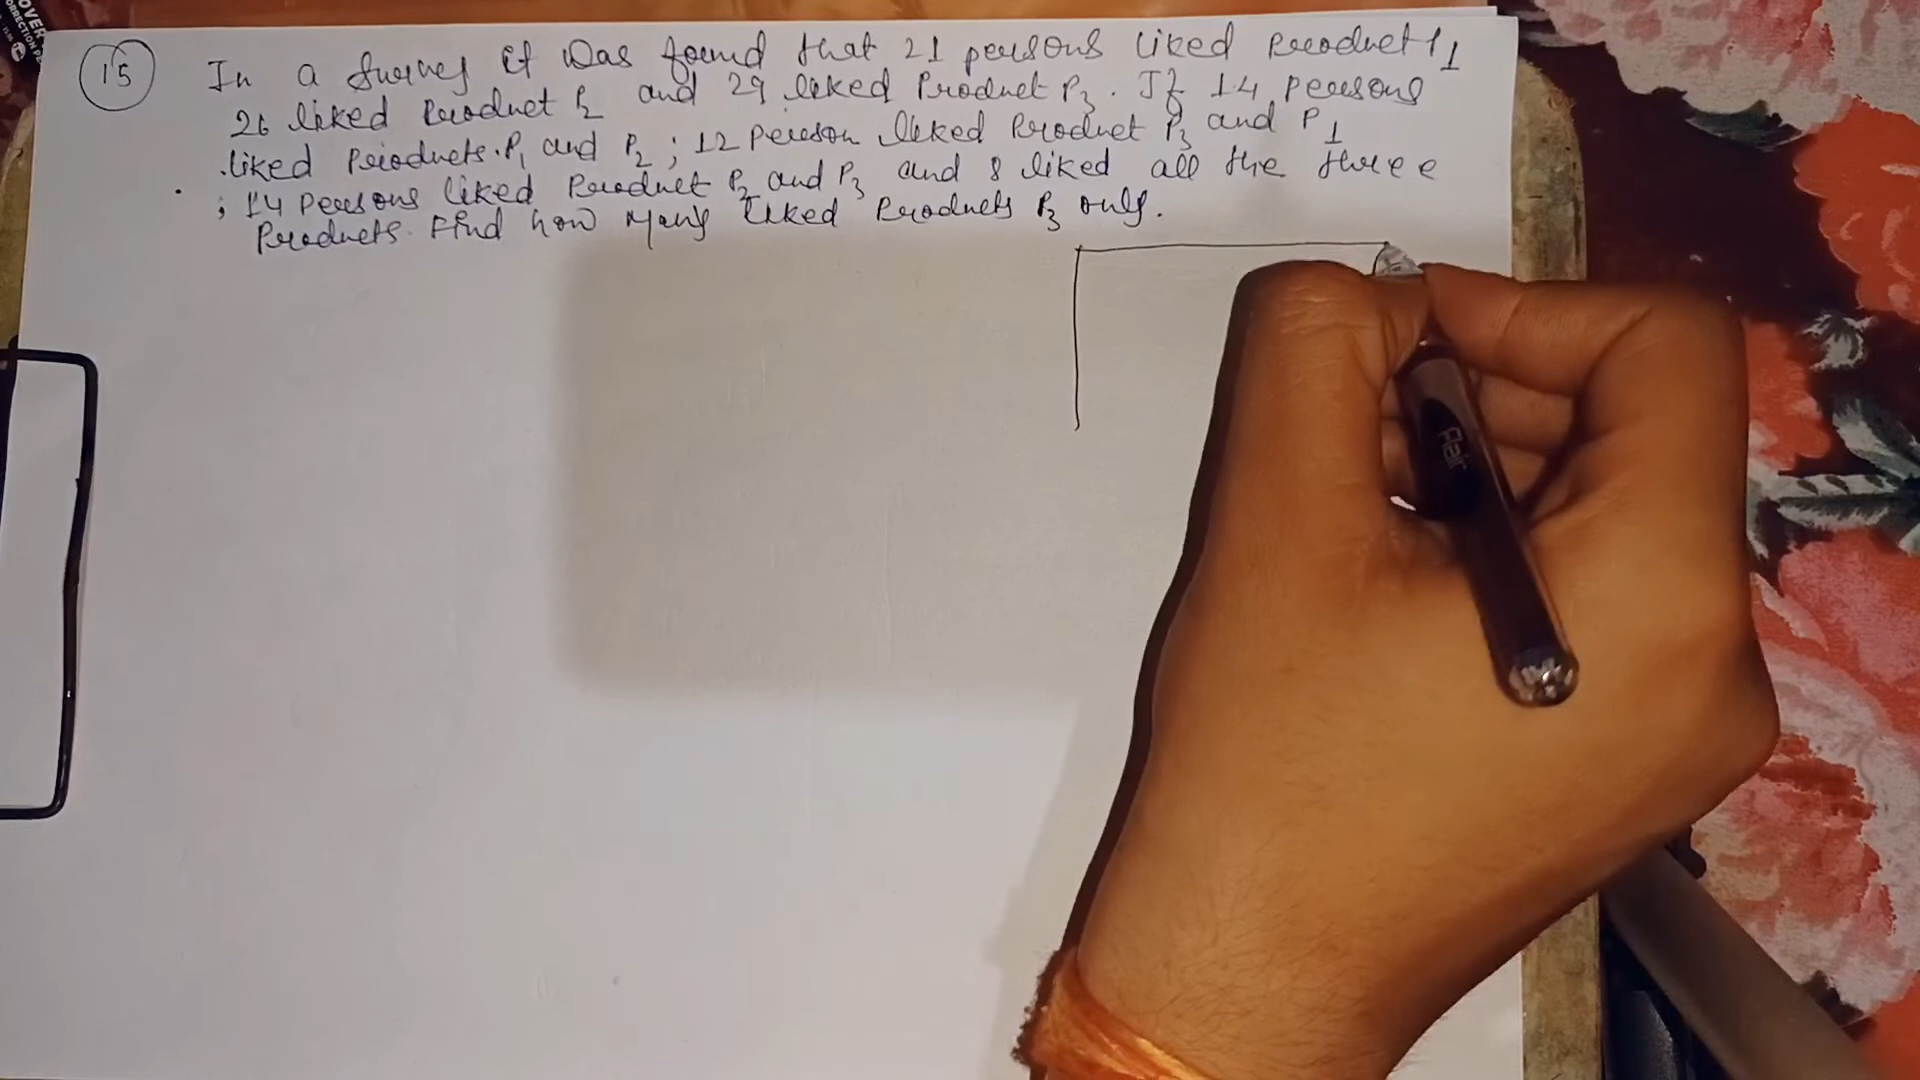 15
In a survey it was found that 21 persons liked Product P1
26 liked Product P2 and 29 liked Product P3. If 14 persons
liked Products P1 and P2 ; 12 person liked Product P3 and P1
; 14 persons liked Product P2 and P3 and 8 liked all the three
Products. Find how many liked Products P3 only.
Flair